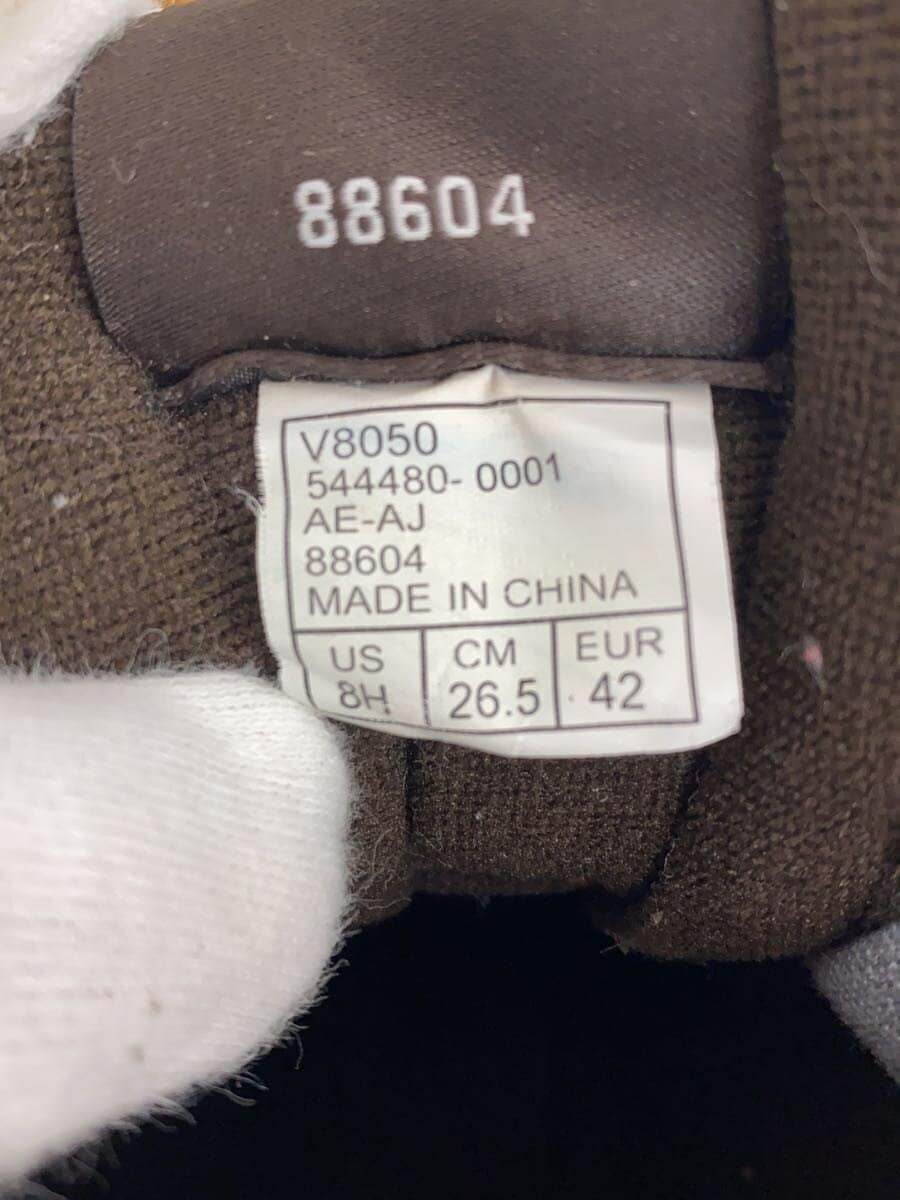 88604
V8050
544480-0001
AE-AJ
88604
MADE IN CHINA
US CM EUR
8H 26.5 42